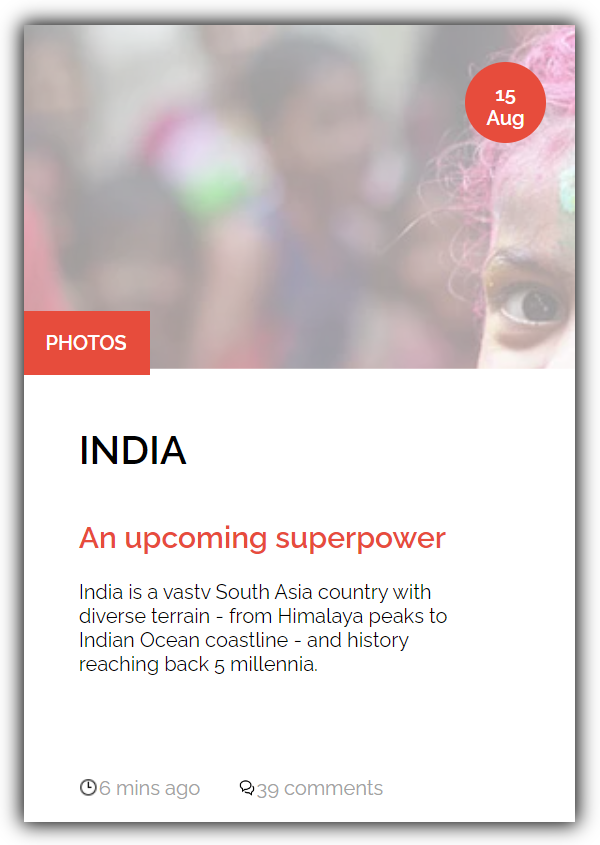 15
Aug
PHOTOS
INDIA
An upcoming superpower
India is a vastv South Asia country with
diverse terrain - from Himalaya peaks to
Indian Ocean coastline - and history
reaching back 5 millennia.
6 mins ago 39 comments